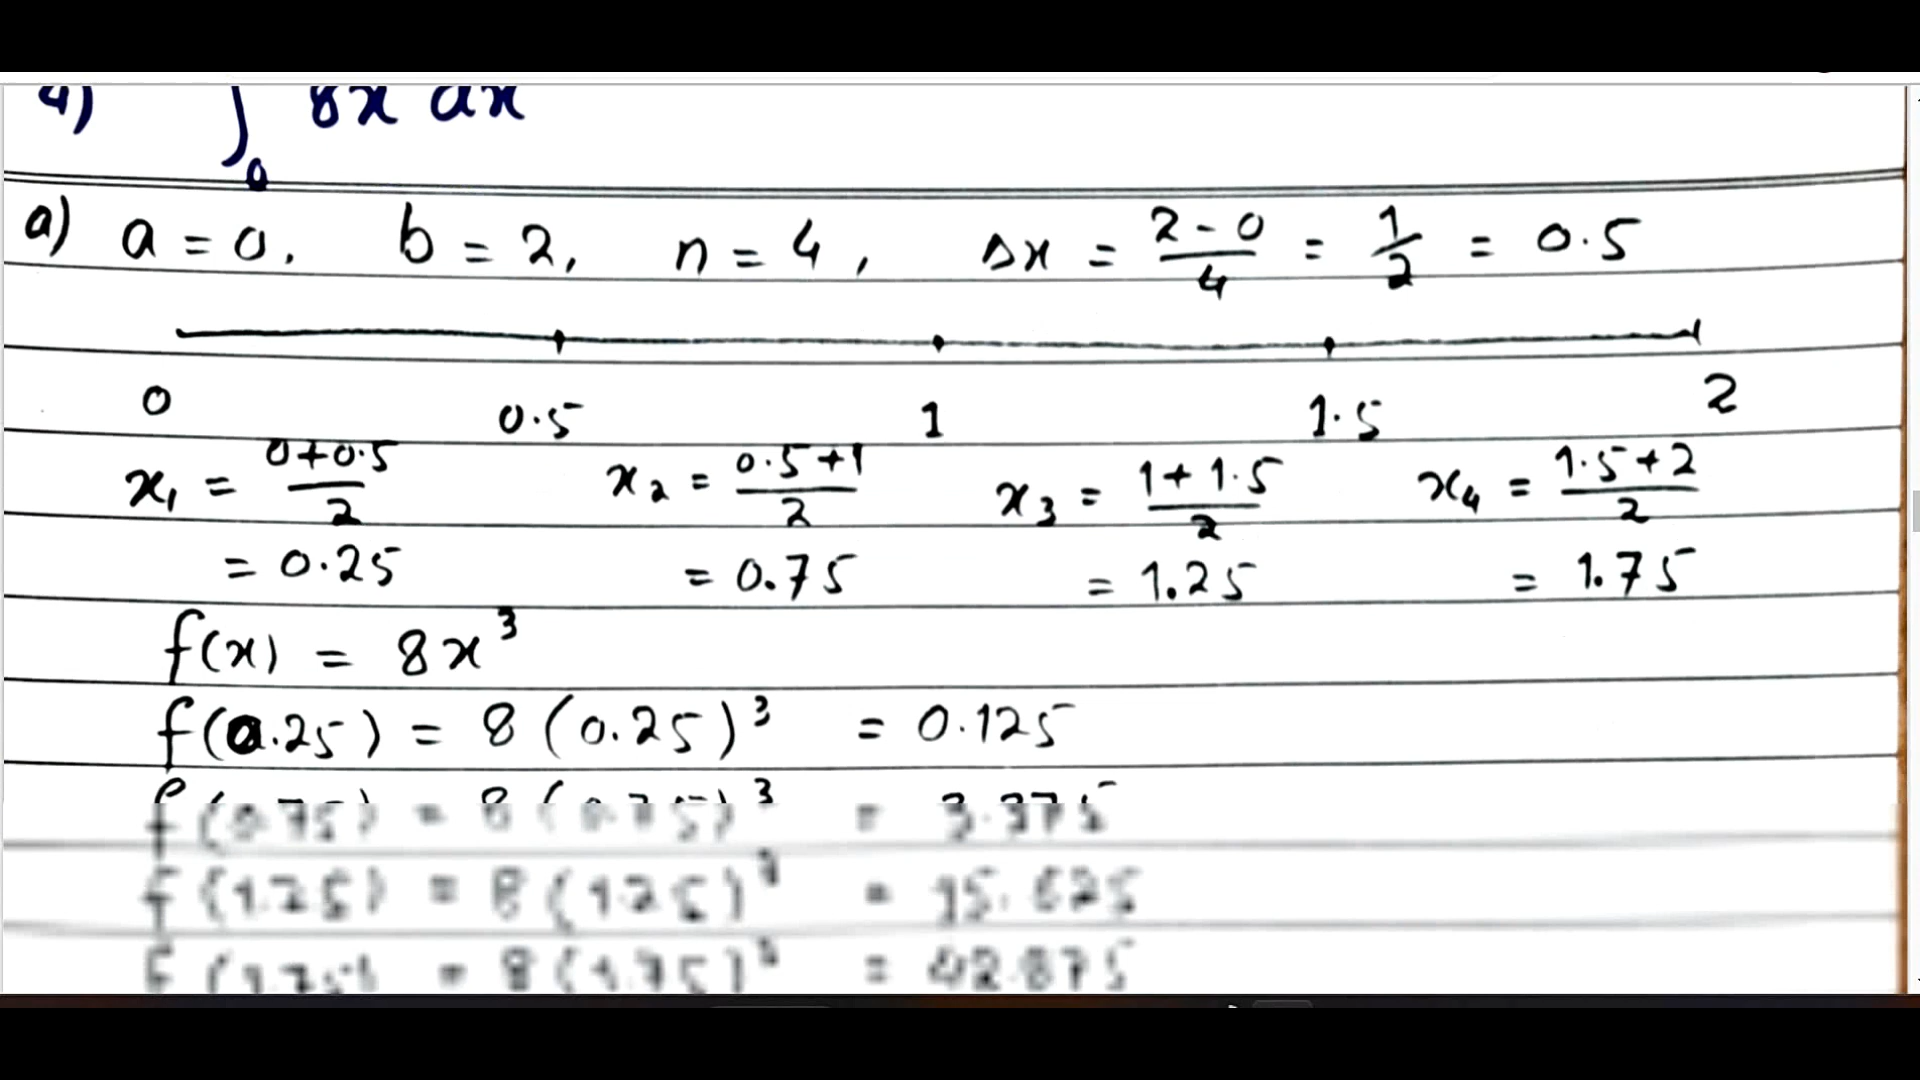 4) ∫₀ 8x dx
a) a = 0, b = 2, n = 4, Δx = (2 - 0)/4 = 1/2 = 0.5
0 0.5 1 1.5 2
x₁ = (0+0.5)/2 x₂ = (0.5+1)/2 x₃ = (1+1.5)/2 x₄ = (1.5+2)/2
= 0.25 = 0.75 = 1.25 = 1.75
f(x) = 8x³
f(0.25) = 8(0.25)³ = 0.125
f(0.75) = 8(0.75)³ = 3.375
f(1.25) = 8(1.25)³ = 15.625
f(1.75) = 8(1.75)³ = 42.875